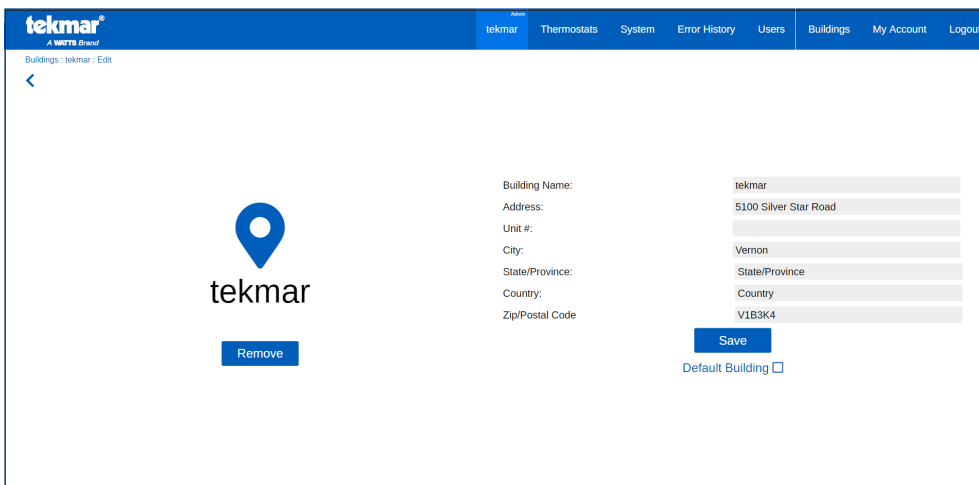 tekmar®
A WATTS Brand
Admin
tekmar Thermostats System Error History Users Buildings My Account Logout
Buildings : tekmar : Edit
tekmar
Remove
Building Name: tekmar
Address: 5100 Silver Star Road
Unit #:
City: Vernon
State/Province: State/Province
Country: Country
Zip/Postal Code V1B3K4
Save
Default Building